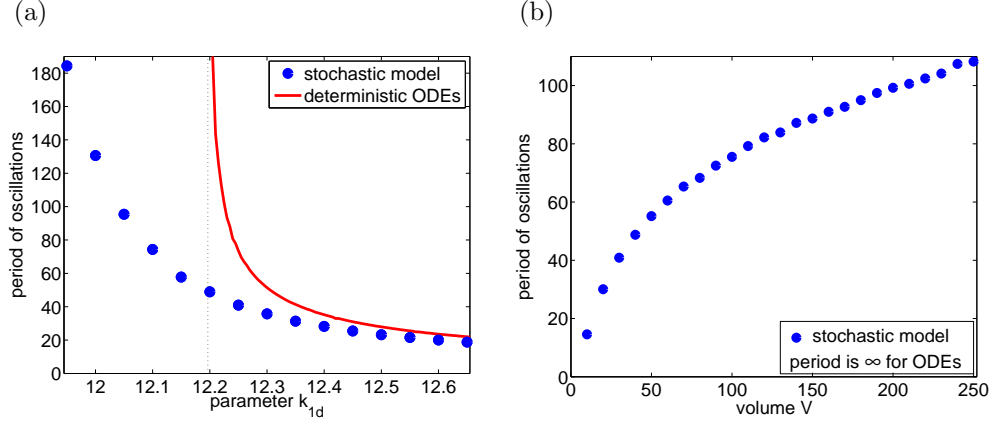 (a)
180
160
140
120
100
80
60
40
20
0
period of oscillations
stochastic model
deterministic ODEs
12 12.1 12.2 12.3 12.4 12.5 12.6
parameter k1d
(b)
100
80
60
40
20
0
period of oscillations
stochastic model
period is ∞ for ODEs
0 50 100 150 200 250
volume V